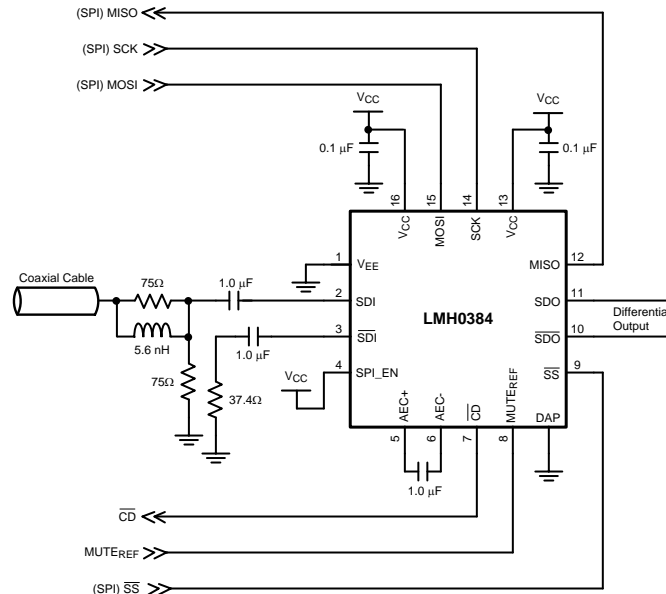 (SPI) MISO
(SPI) SCK
(SPI) MOSI
VCC
VCC
0.1 µF
0.1 µF
16
15
14
13
VCC
MOSI
SCK
VCC
1
VEE
MISO
12
Coaxial Cable
75Ω
1.0 µF
2
SDI
SDO
11
LMH0384
Differential
Output
5.6 nH
1.0 µF
3
SDI
SDO
10
75Ω
37.4Ω
VCC
4
SPI_EN
SS
9
AEC+
AEC-
CD
MUTEREF
DAP
5
6
7
8
1.0 µF
CD
MUTEREF
(SPI) SS